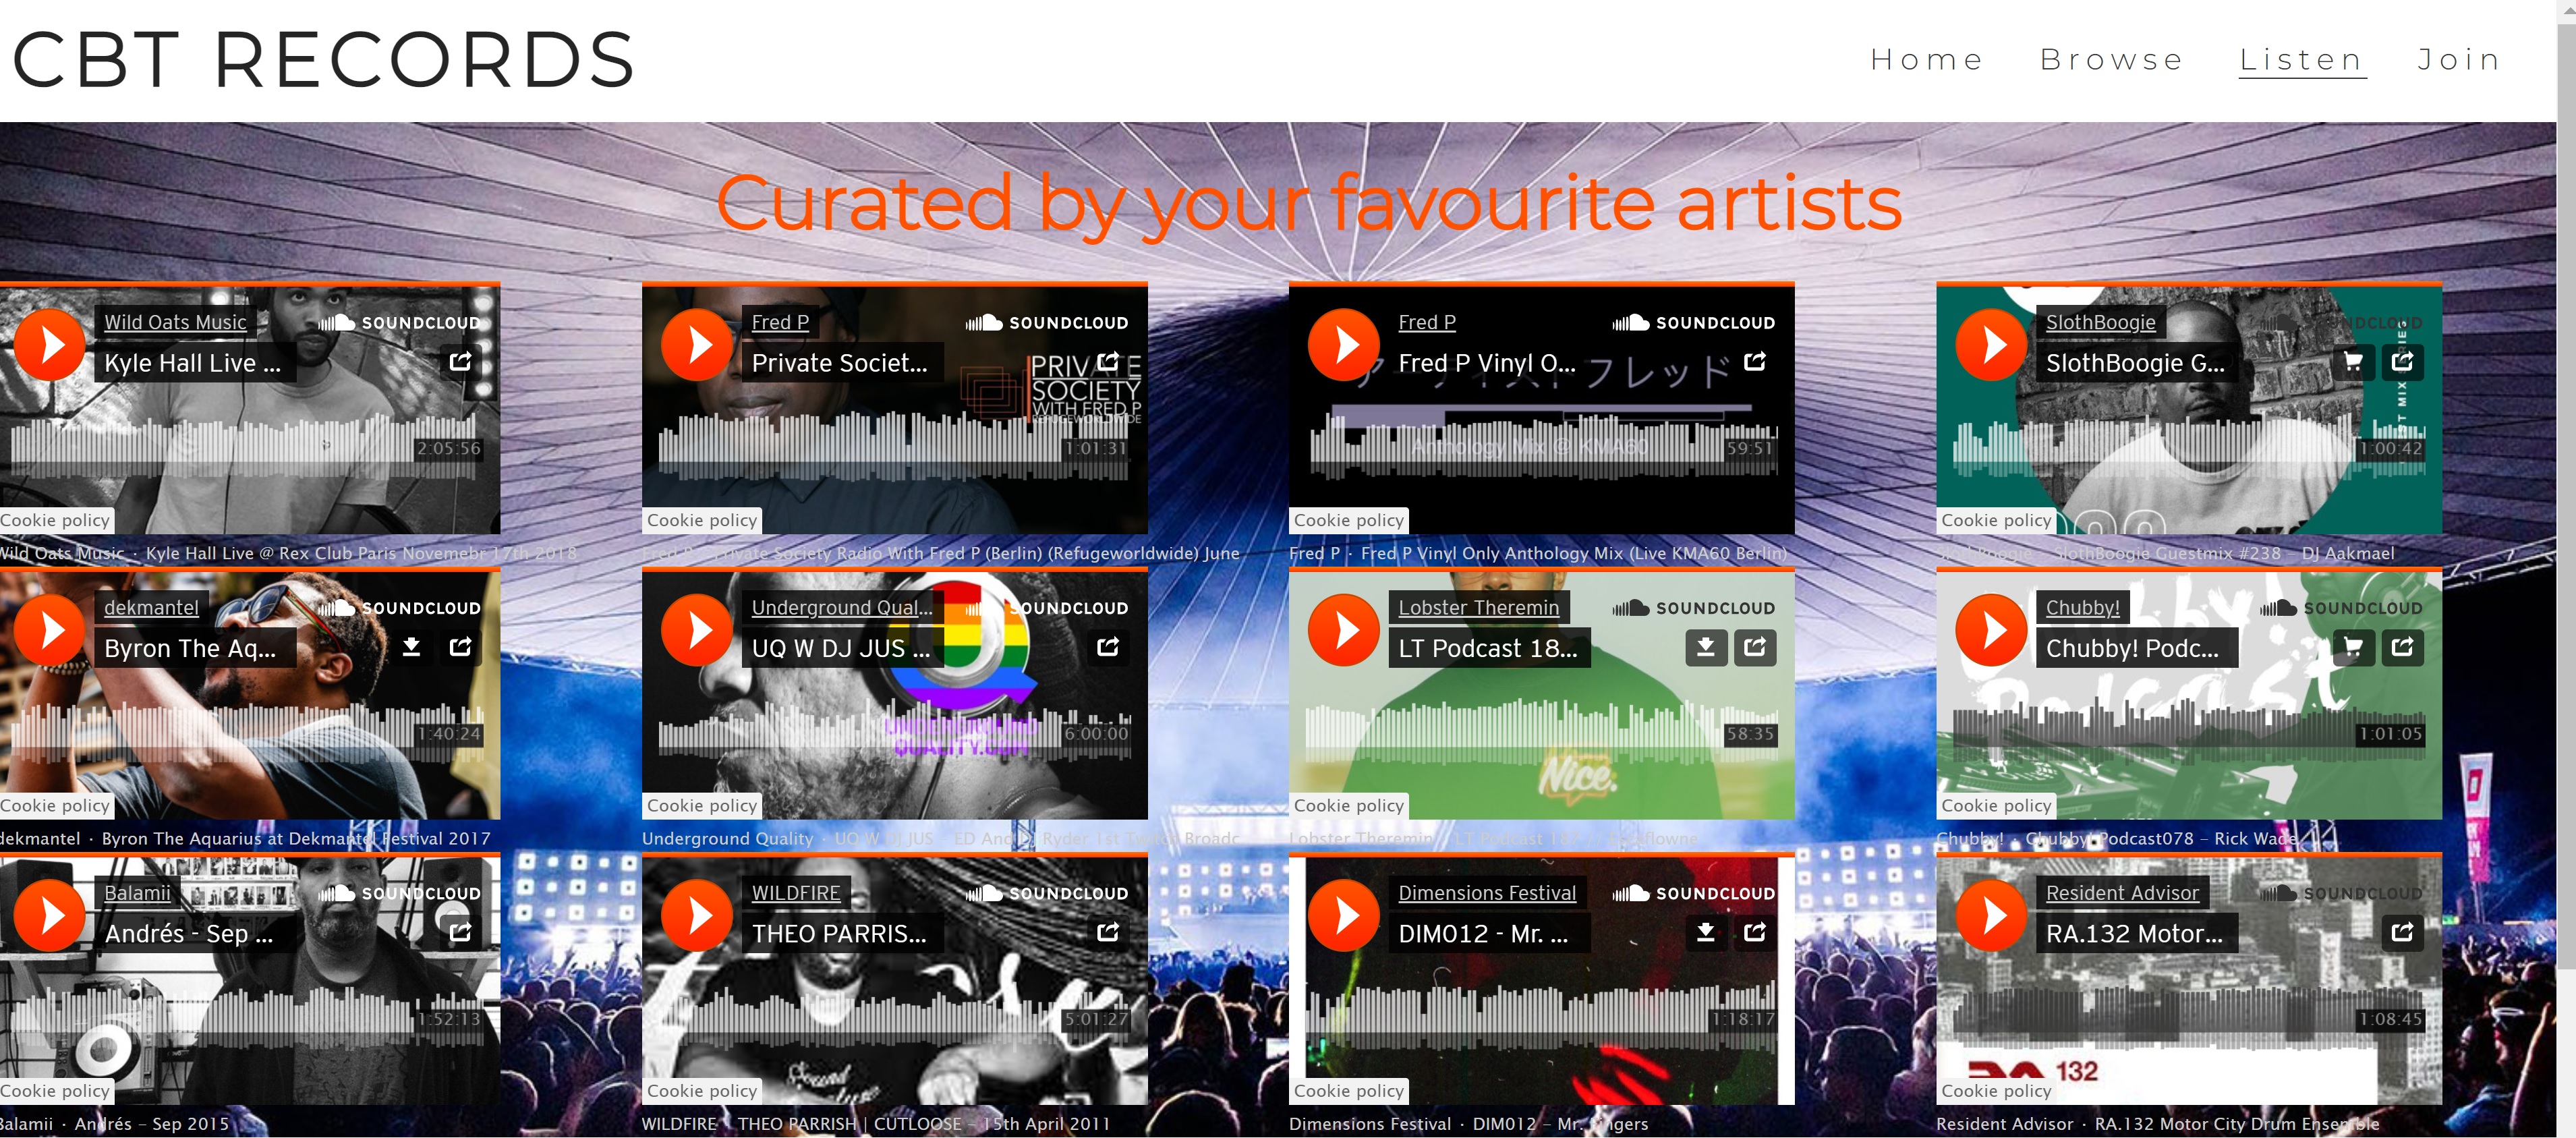 CBT RECORDS
Home Browse Listen Join
Curated by your favourite artists
Wild Oats Music SOUNDCLOUD
Kyle Hall Live ...
2:05:56
Cookie policy
Wild Oats Music · Kyle Hall Live @ Rex Club Paris Novemebr 17th 2018
Fred P SOUNDCLOUD
Private Societ...
PRIVATE
SOCIETY
WITH FRED P
REFUGEWORLDWIDE
1:01:31
Cookie policy
Fred P · Private Society Radio With Fred P (Berlin) (Refugeworldwide) June
Fred P SOUNDCLOUD
Fred P Vinyl O...
フレッド
Anthology Mix @ KMA60
59:51
Cookie policy
Fred P · Fred P Vinyl Only Anthology Mix (Live KMA60 Berlin)
SlothBoogie SOUNDCLOUD
SlothBoogie G...
1:00:42
Cookie policy
SlothBoogie · SlothBoogie Guestmix #238 – DJ Aakmael
dekmantel SOUNDCLOUD
Byron The Aq...
1:40:24
Cookie policy
dekmantel · Byron The Aquarius at Dekmantel Festival 2017
Underground Qual... SOUNDCLOUD
UQ W DJ JUS ...
UNDERGROUND
QUALITY.COM
6:00:00
Cookie policy
Underground Quality · UQ W DJ JUS ED And Ryder 1st Broadc
Lobster Theremin SOUNDCLOUD
LT Podcast 18...
58:35
Nice.
Cookie policy
Lobster Theremin · LT Podcast
Chubby! SOUNDCLOUD
Chubby! Podc...
Podcast
1:01:05
Cookie policy
Chubby! · Chubby! Podcast078 – Rick Wade
Balamii SOUNDCLOUD
Andrés - Sep ...
1:52:13
Cookie policy
Balamii · Andrés – Sep 2015
WILDFIRE SOUNDCLOUD
THEO PARRIS...
5:01:27
Sound
Cookie policy
WILDFIRE · THEO PARRISH | CUTLOOSE – 15th April 2011
Dimensions Festival SOUNDCLOUD
DIM012 - Mr. ...
1:18:17
Cookie policy
Dimensions Festival · DIM012 – Mr. Fingers
Resident Advisor SOUNDCLOUD
RA.132 Motor...
1:08:45
RA 132
Cookie policy
Resident Advisor · RA.132 Motor City Drum Ensemble